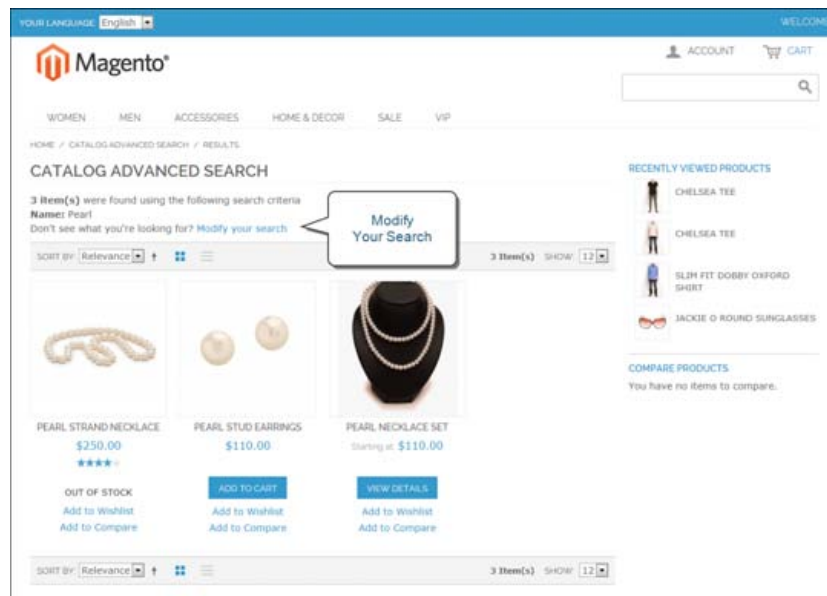 YOUR LANGUAGE: English
WELCOME
Magento®
ACCOUNT
CART
WOMEN MEN ACCESSORIES HOME & DECOR SALE VIP
HOME / CATALOG ADVANCED SEARCH / RESULTS
CATALOG ADVANCED SEARCH
3 Item(s) were found using the following search criteria
Name: Pearl
Don't see what you're looking for? Modify your search
Modify
Your Search
SORT BY Relevance
3 Item(s) SHOW 12
PEARL STRAND NECKLACE
$250.00
OUT OF STOCK
Add to Wishlist
Add to Compare
PEARL STUD EARRINGS
$110.00
ADD TO CART
Add to Wishlist
Add to Compare
PEARL NECKLACE SET
Starting at $110.00
VIEW DETAILS
Add to Wishlist
Add to Compare
SORT BY Relevance
3 Item(s) SHOW 12
RECENTLY VIEWED PRODUCTS
CHELSEA TEE
CHELSEA TEE
SLIM FIT DOBBY OXFORD
SHIRT
JACKIE O ROUND SUNGLASSES
COMPARE PRODUCTS
You have no items to compare.